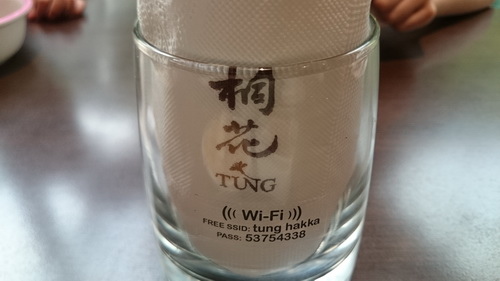 桐
花
TUNG
((( Wi-Fi )))
FREE SSID: tung hakka
PASS: 53754338